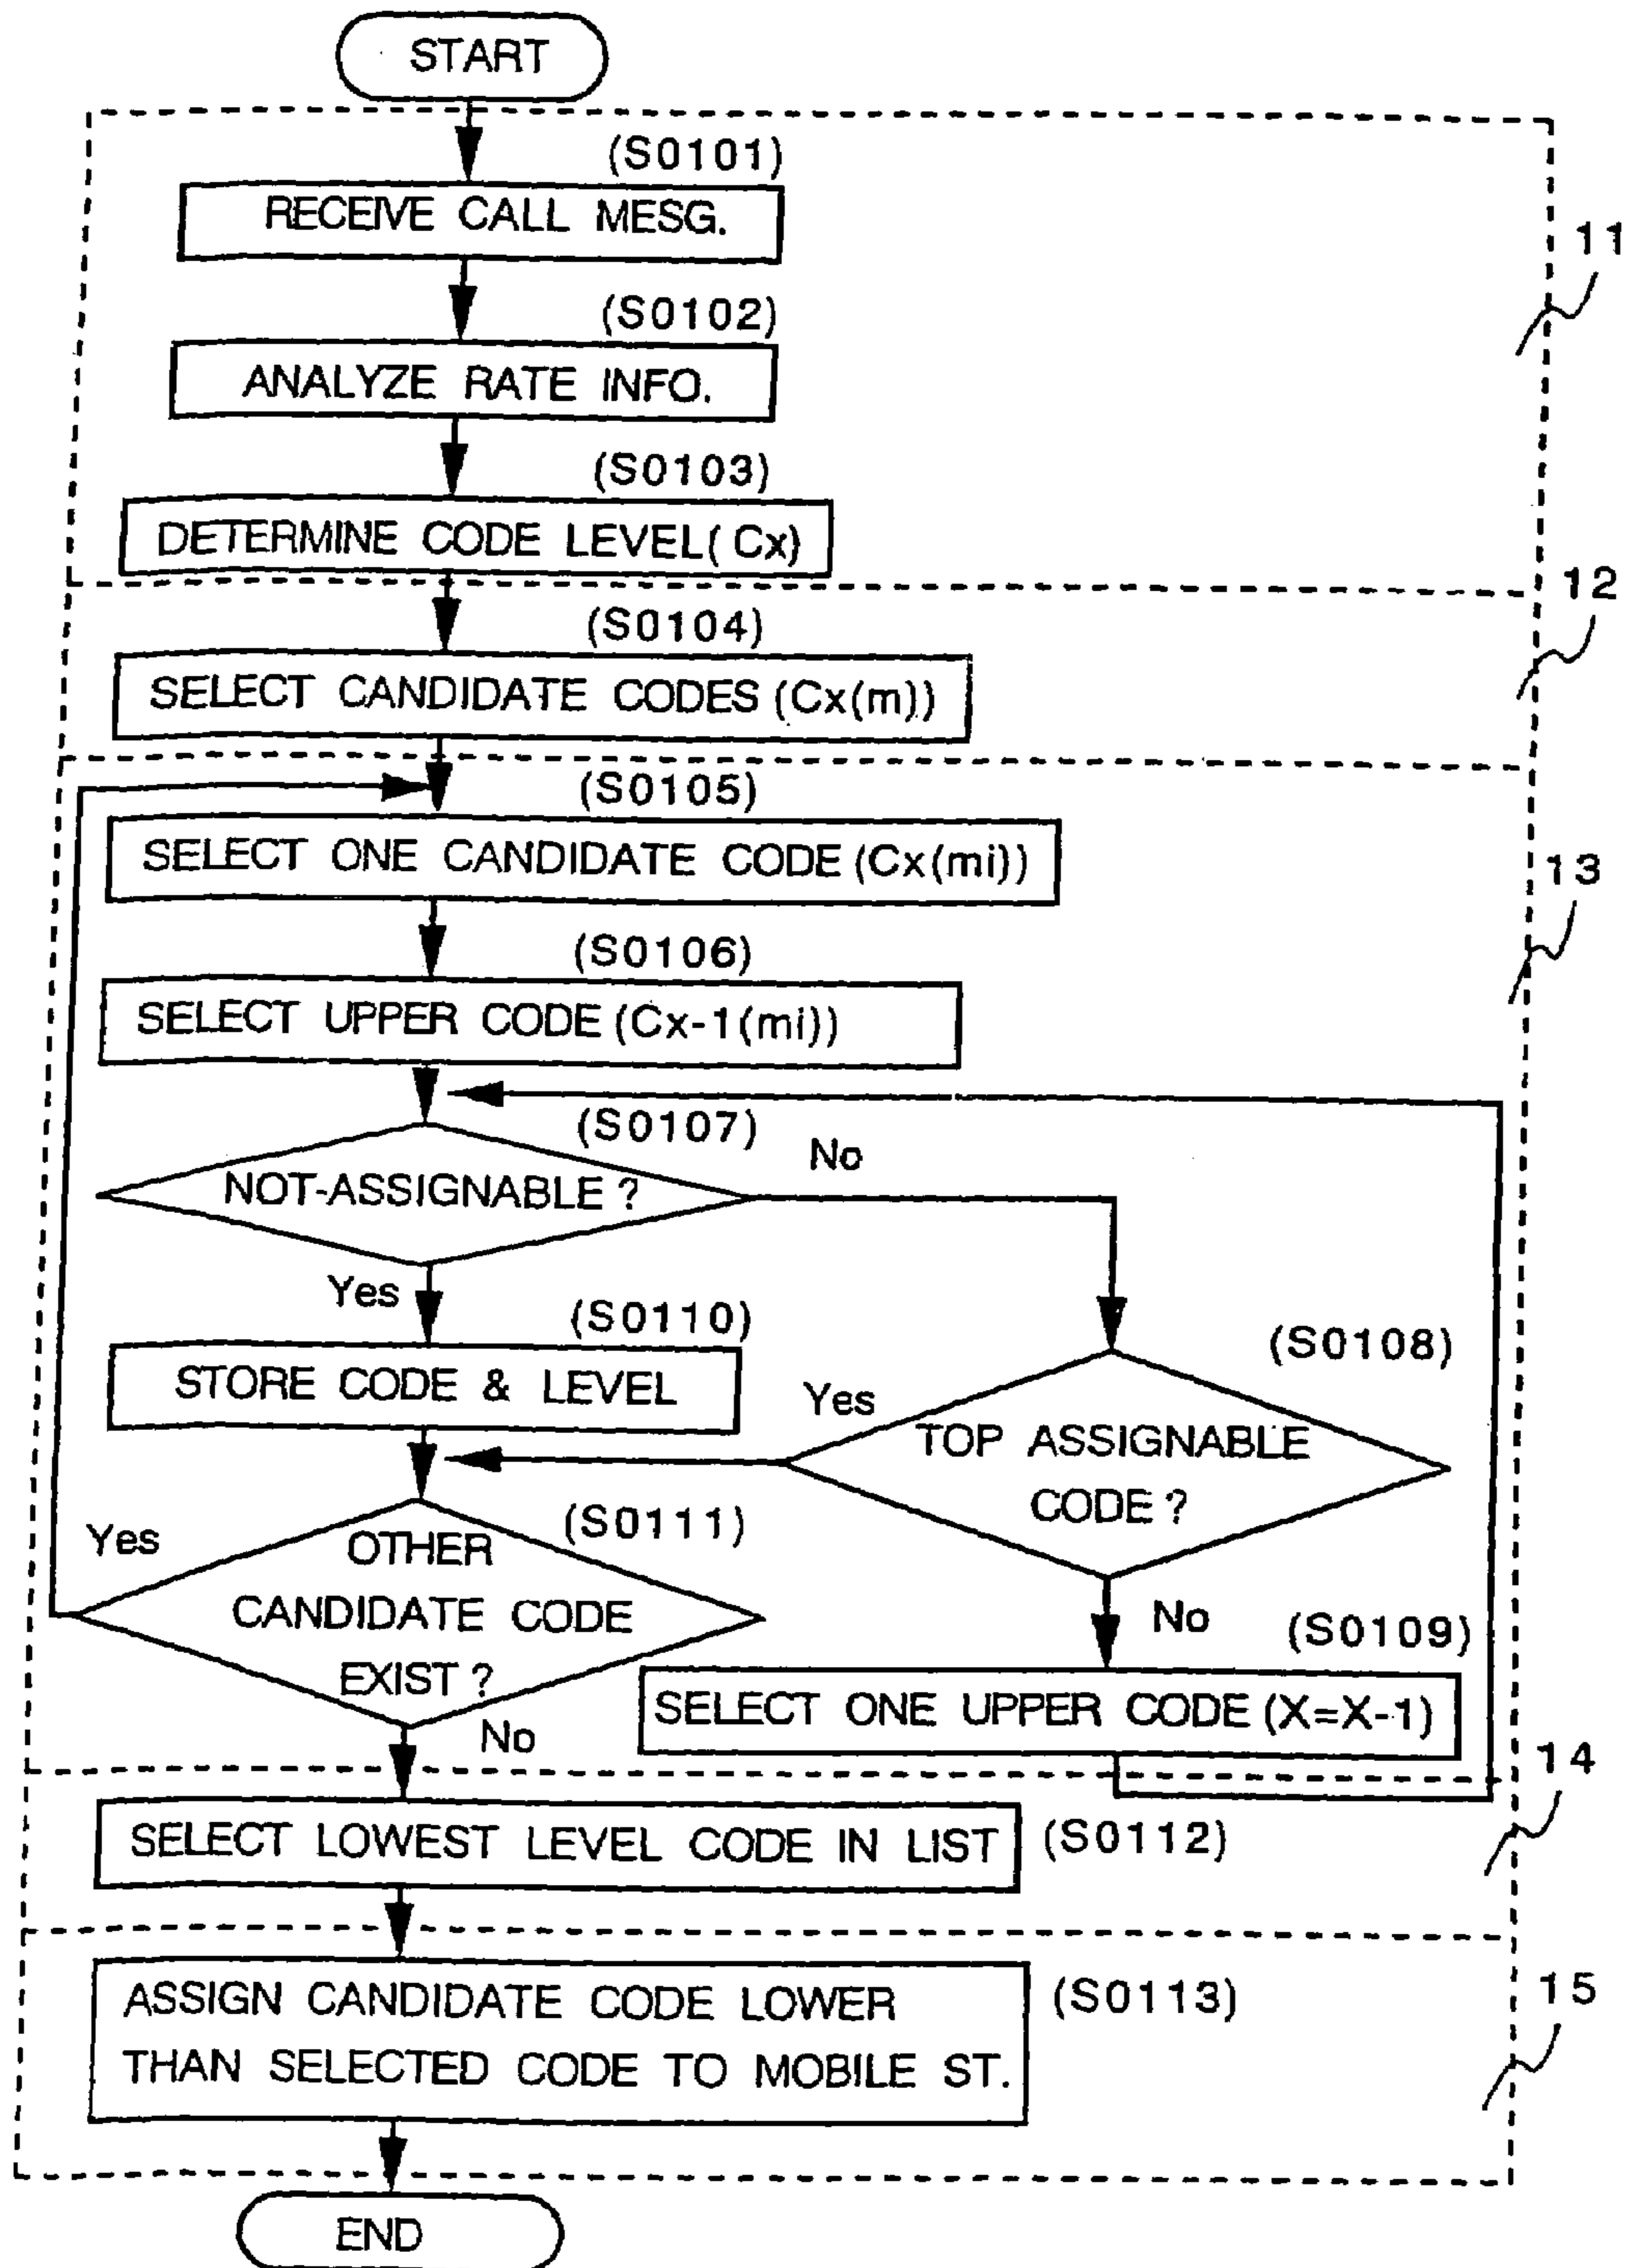 START
(S0101)
RECEIVE CALL MESG.
11
(S0102)
ANALYZE RATE INFO.
(S0103)
DETERMINE CODE LEVEL(Cx)
12
(S0104)
SELECT CANDIDATE CODES (Cx(m))
(S0105)
SELECT ONE CANDIDATE CODE (Cx(mi))
13
(S0106)
SELECT UPPER CODE (Cx-1(mi))
(S0107)
No
NOT-ASSIGNABLE ?
Yes
(S0110)
(S0108)
STORE CODE & LEVEL
Yes
TOP ASSIGNABLE
CODE ?
(S0111)
Yes
OTHER
CANDIDATE CODE
EXIST ?
No
(S0109)
SELECT ONE UPPER CODE (X=X-1)
No
14
SELECT LOWEST LEVEL CODE IN LIST
(S0112)
15
ASSIGN CANDIDATE CODE LOWER
THAN SELECTED CODE TO MOBILE ST.
(S0113)
END